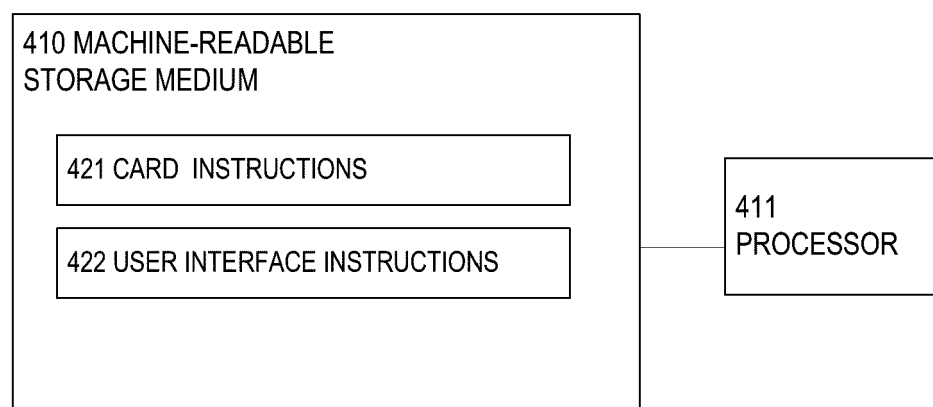 410 MACHINE-READABLE
STORAGE MEDIUM
421 CARD INSTRUCTIONS
422 USER INTERFACE INSTRUCTIONS
411
PROCESSOR